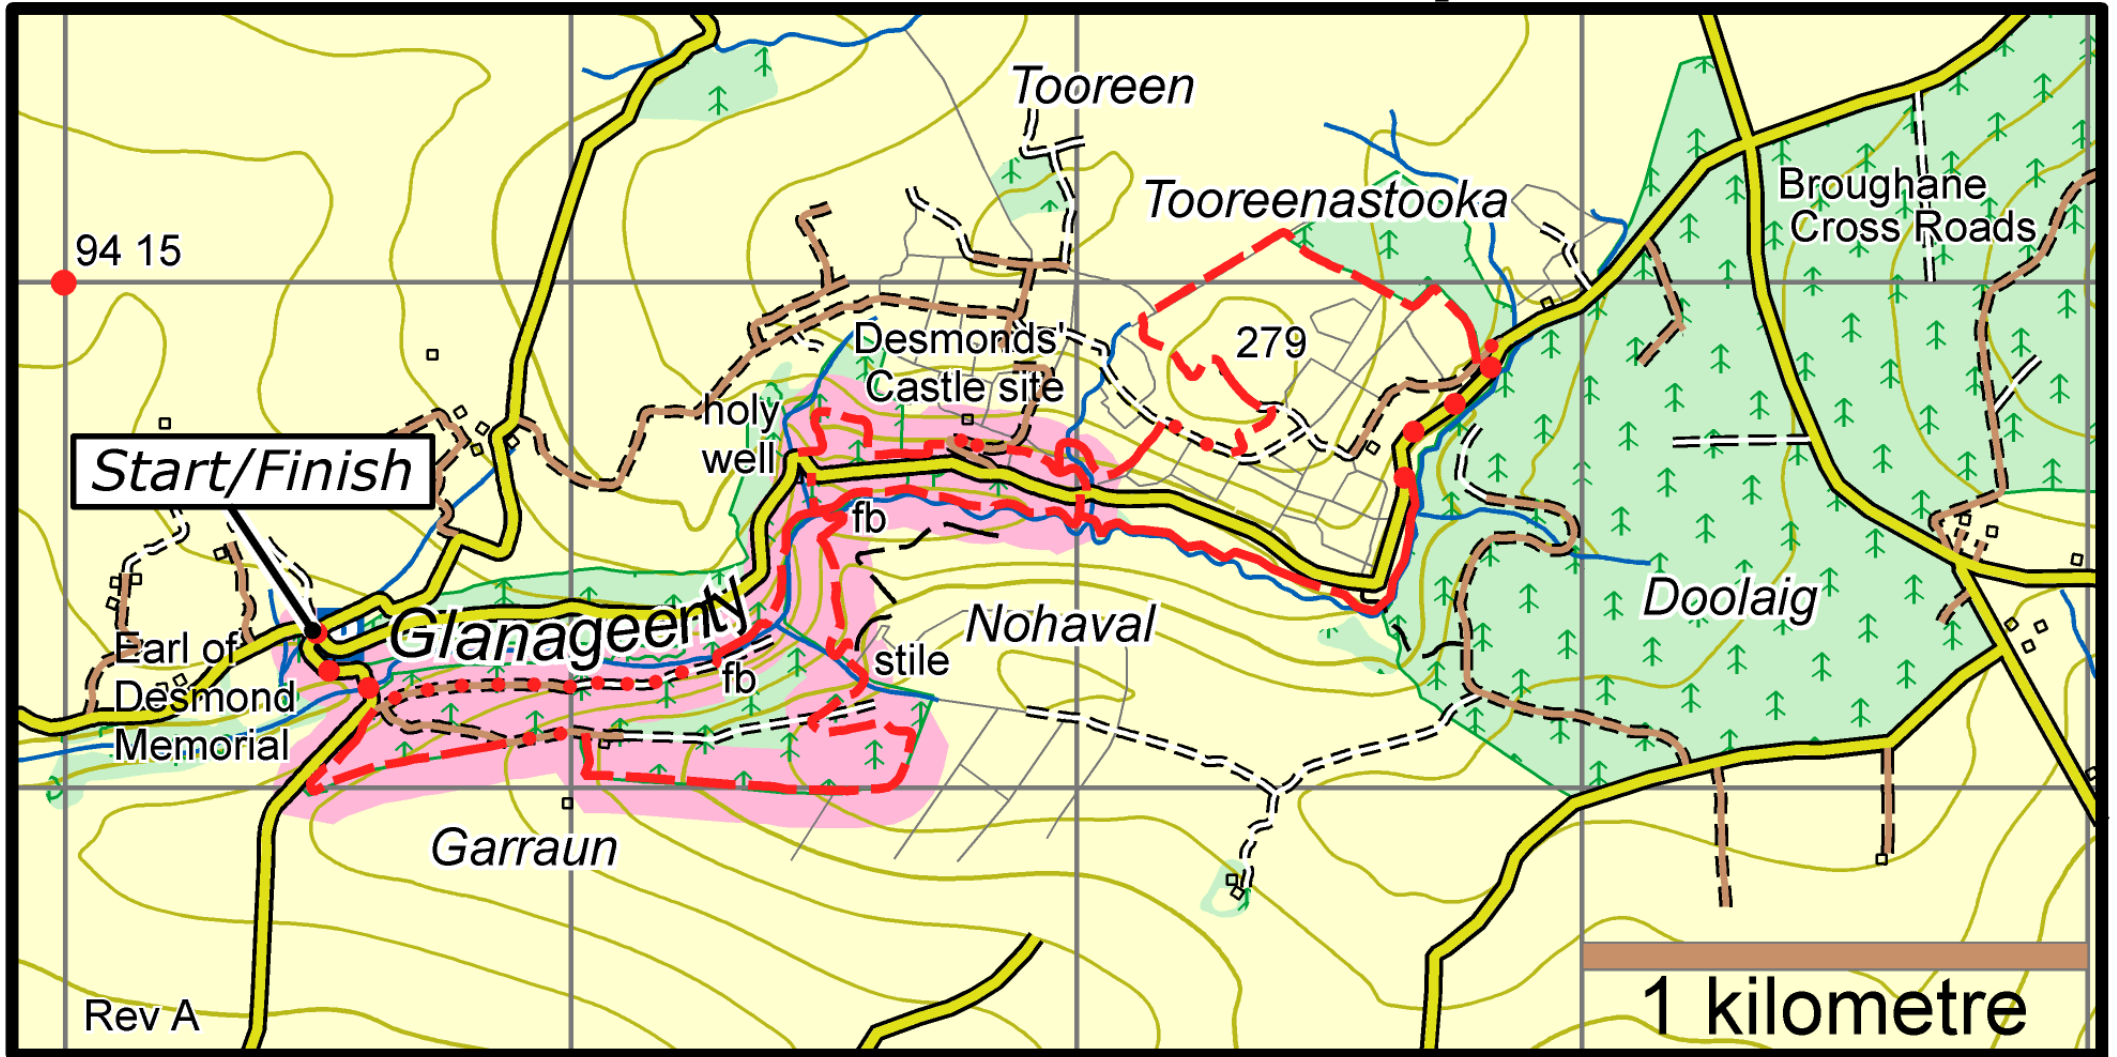 Tooreen
Tooreenastooka
Broughane
Cross Roads
94 15
279
Desmonds'
Castle site
holy
well
Start/Finish
fb
Glanageenty
Nohaval
Doolaig
Earl of
Desmond
Memorial
stile
fb
Garraun
Rev A
1 kilometre